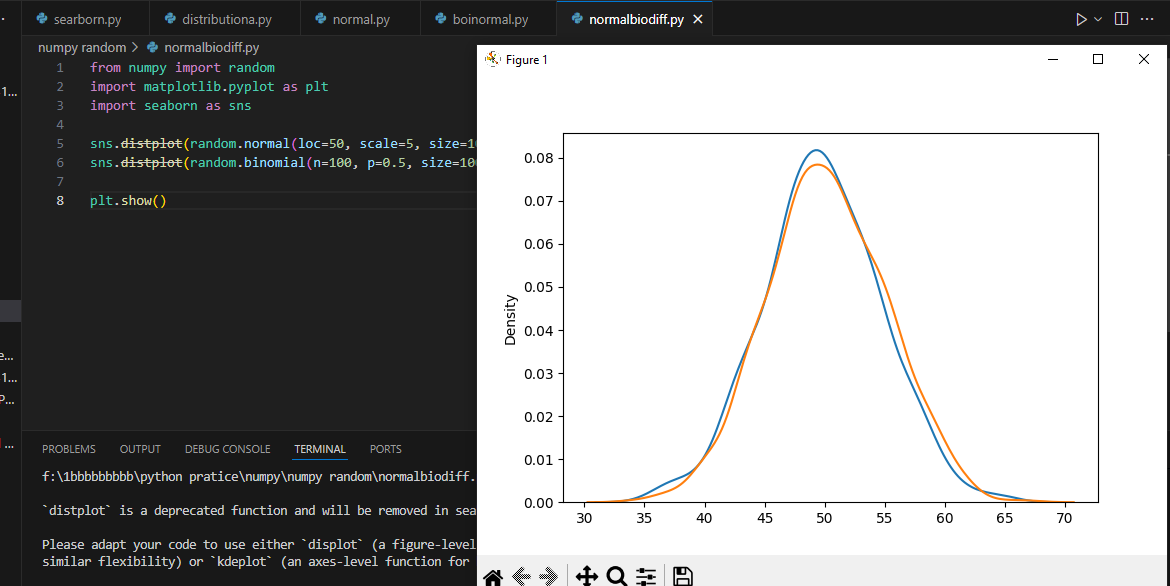 searborn.py
distributiona.py
normal.py
boinormal.py
normalbiodiff.py
numpy random > normalbiodiff.py
1 from numpy import random
2 import matplotlib.pyplot as plt
3 import seaborn as sns
4
5 sns.distplot(random.normal(loc=50, scale=5, size=1
6 sns.distplot(random.binomial(n=100, p=0.5, size=10
7
8 plt.show()
1...
e...
1...
P...
...
PROBLEMS OUTPUT DEBUG CONSOLE TERMINAL PORTS
f:\1bbbbbbbbb\python pratice\numpy\numpy random\normalbiodiff.
`distplot` is a deprecated function and will be removed in sea
Please adapt your code to use either `displot` (a figure-level
similar flexibility) or `kdeplot` (an axes-level function for
Figure 1
0.08
0.07
0.06
0.05
0.04
0.03
0.02
0.01
0.00
Density
30 35 40 45 50 55 60 65 70